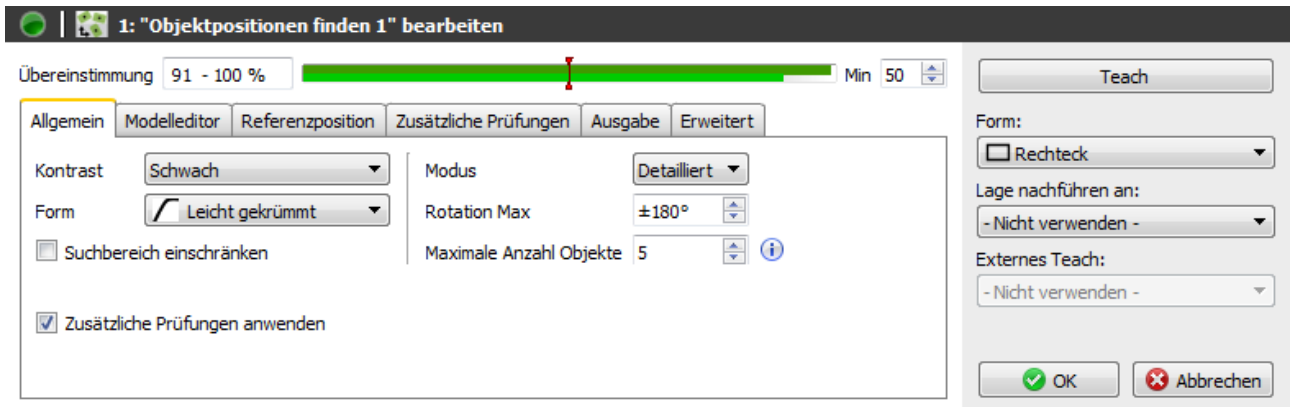 1: "Objektpositionen finden 1" bearbeiten
Übereinstimmung 91 - 100 % Min 50
Teach
Allgemein Modelleditor Referenzposition Zusätzliche Prüfungen Ausgabe Erweitert
Form:
Rechteck
Kontrast Schwach Modus Detailliert
Lage nachführen an:
Form Leicht gekrümmt Rotation Max ±180°
- Nicht verwenden -
Suchbereich einschränken Maximale Anzahl Objekte 5
Externes Teach:
- Nicht verwenden -
Zusätzliche Prüfungen anwenden
OK Abbrechen